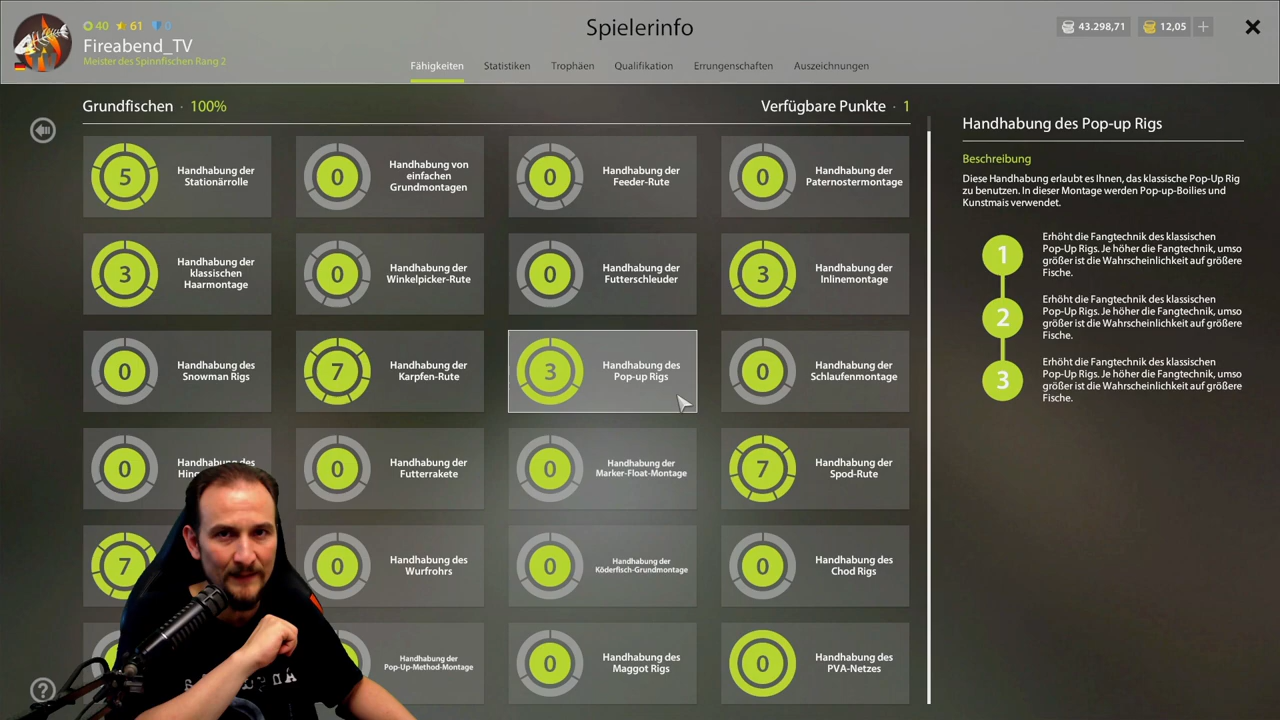 40 61 0
Fireabend_TV
Meister des Spinnfischen Rang 2
Spielerinfo
43.298,71 12,05 +
Fähigkeiten Statistiken Trophäen Qualifikation Errungenschaften Auszeichnungen
Grundfischen · 100%
Verfügbare Punkte · 1
5 Handhabung der
Stationärrolle
0 Handhabung von
einfachen
Grundmontagen
0 Handhabung der
Feeder-Rute
0 Handhabung der
Paternostermontage
3 Handhabung der
klassischen
Haarmontage
0 Handhabung der
Winkelpicker-Rute
0 Handhabung der
Futterschleuder
3 Handhabung der
Inlinemontage
0 Handhabung des
Snowman Rigs
7 Handhabung der
Karpfen-Rute
3 Handhabung des
Pop-up Rigs
0 Handhabung der
Schlaufenmontage
0 Handhabung des
0 Handhabung der
Futterrakete
0 Handhabung der
Marker-Float-Montage
7 Handhabung der
Spod-Rute
7
0 Handhabung des
Wurfrohrs
0 Handhabung der
Köderfisch-Grundmontage
0 Handhabung des
Chod Rigs
Handhabung der
Pop-Up-Method-Montage
0 Handhabung des
Maggot Rigs
0 Handhabung des
PVA-Netzes
?
Handhabung des Pop-up Rigs
Beschreibung
Diese Handhabung erlaubt es Ihnen, das klassische Pop-Up Rig
zu benutzen. In dieser Montage werden Pop-up-Boilies und
Kunstmais verwendet.
1 Erhöht die Fangtechnik des klassischen
Pop-Up Rigs. Je höher die Fangtechnik, umso
größer ist die Wahrscheinlichkeit auf größere
Fische.
2 Erhöht die Fangtechnik des klassischen
Pop-Up Rigs. Je höher die Fangtechnik, umso
größer ist die Wahrscheinlichkeit auf größere
Fische.
3 Erhöht die Fangtechnik des klassischen
Pop-Up Rigs. Je höher die Fangtechnik, umso
größer ist die Wahrscheinlichkeit auf größere
Fische.